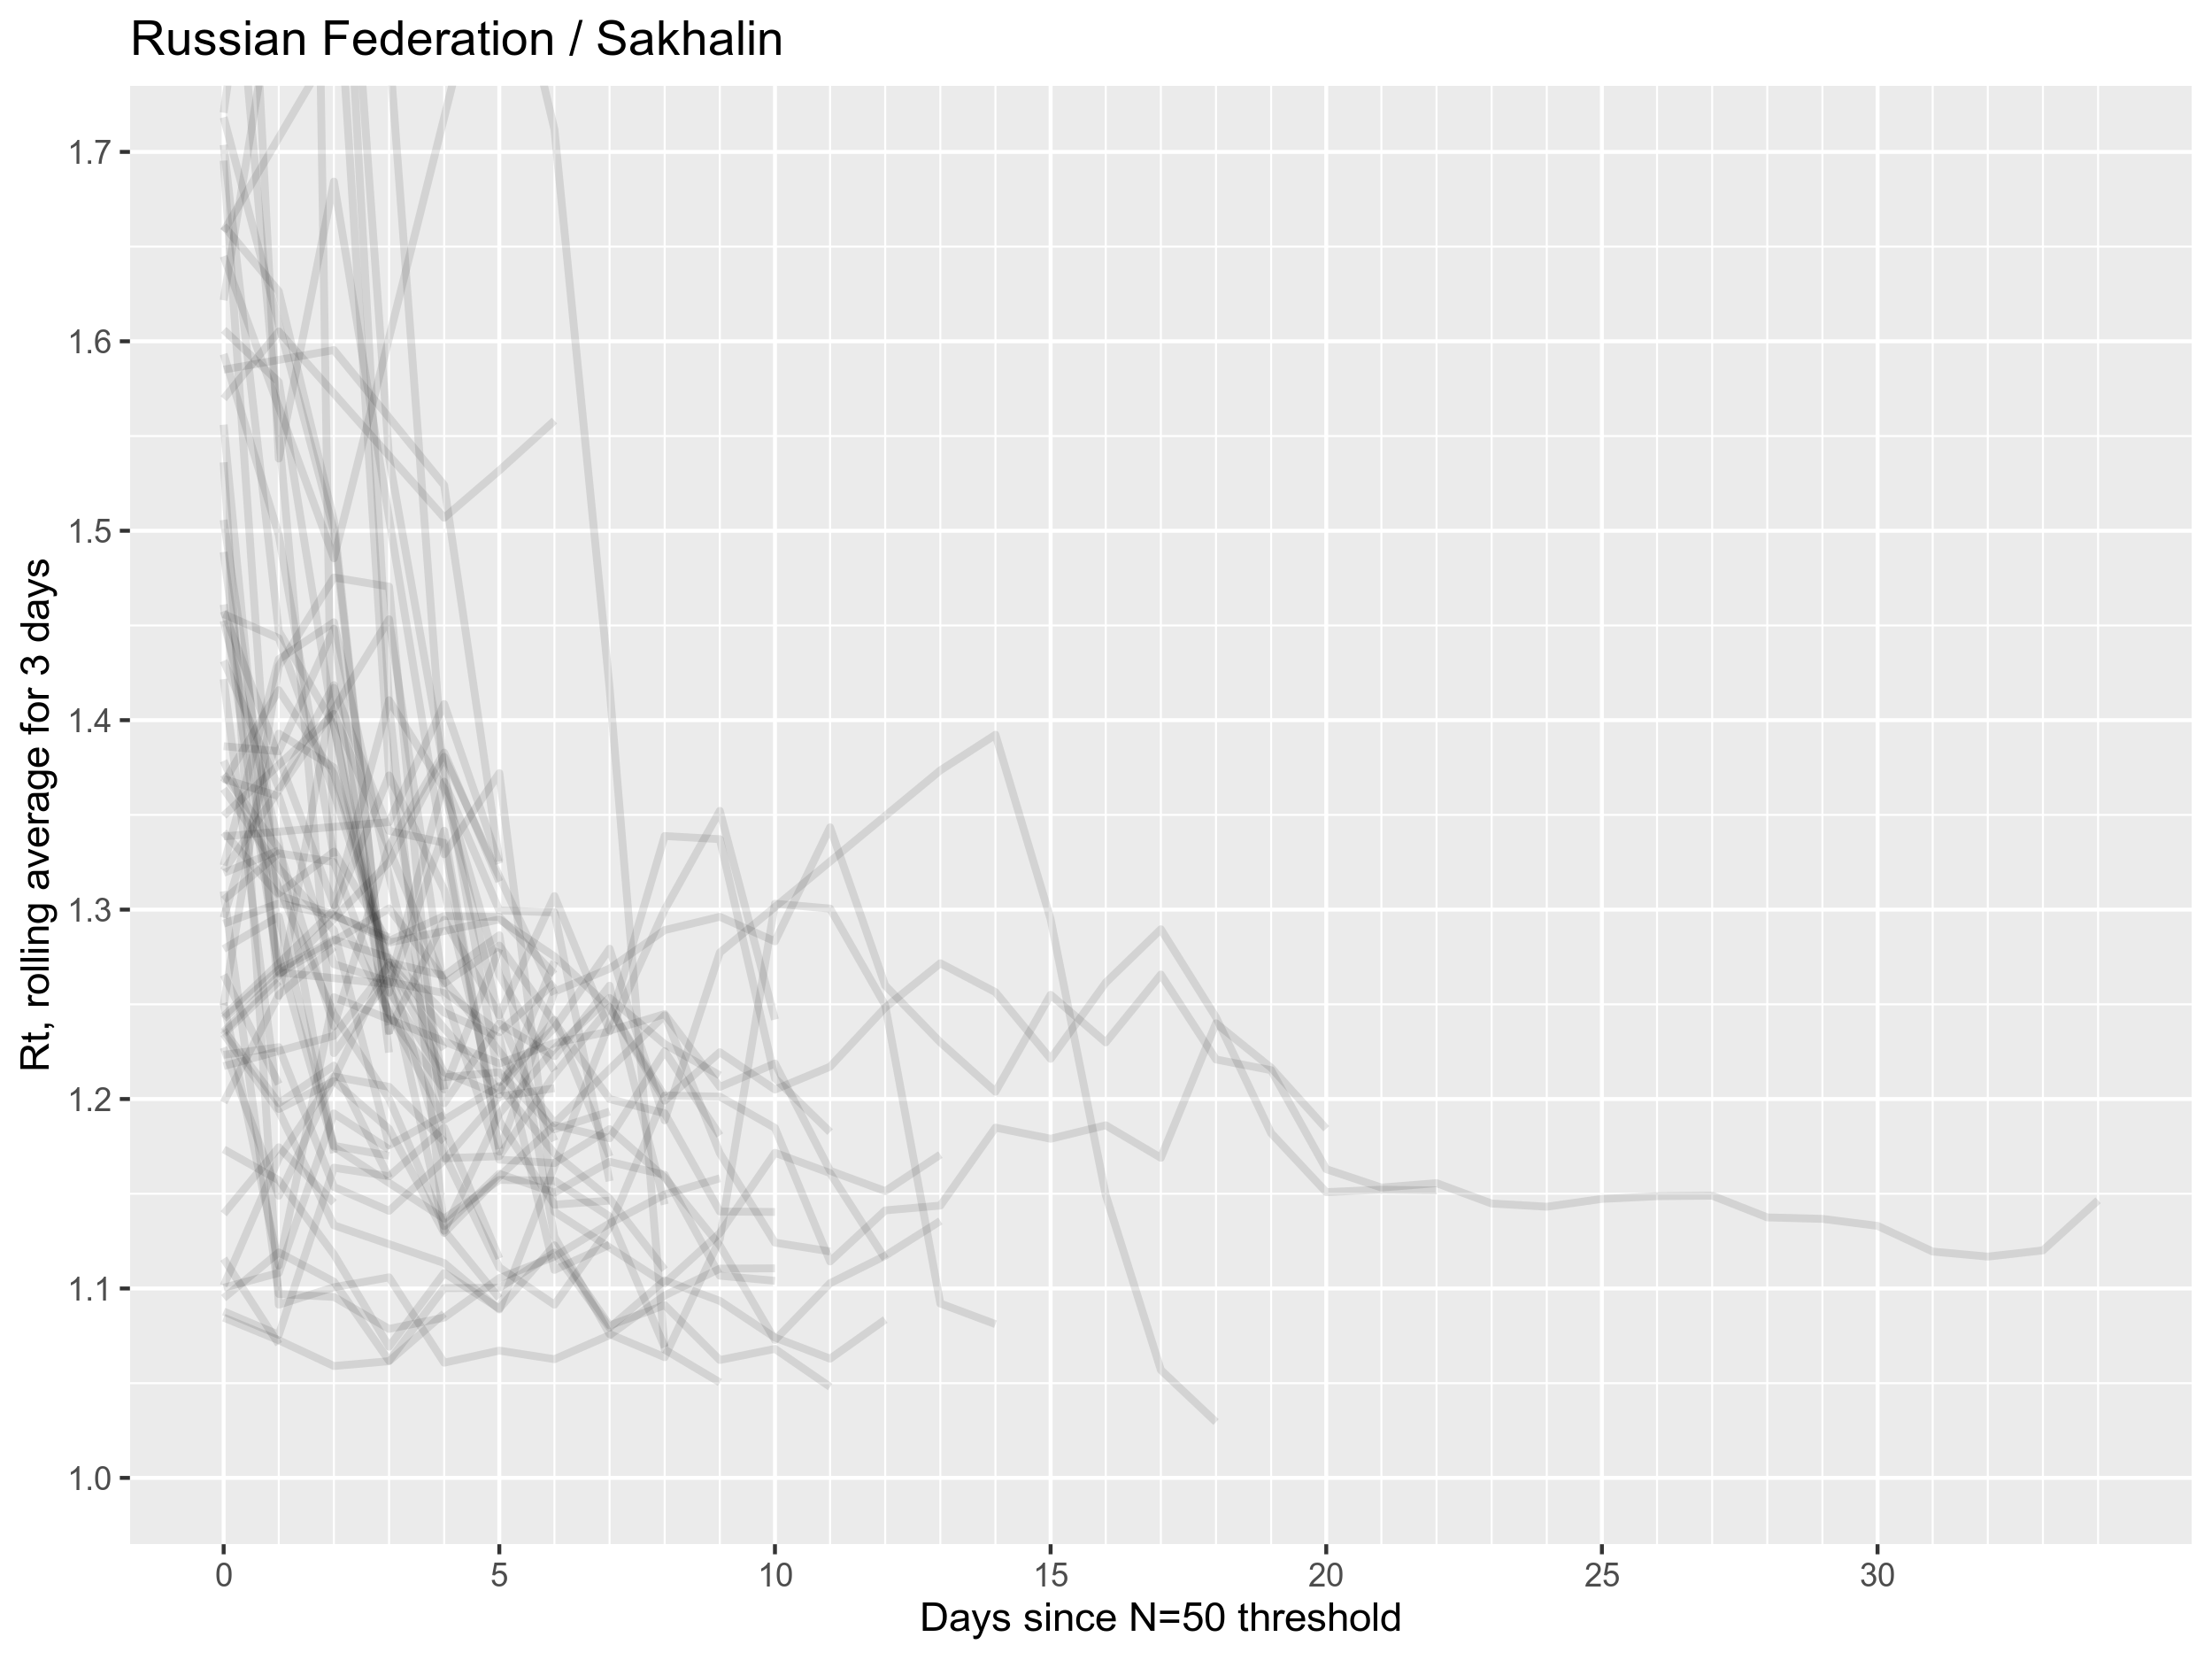 Russian Federation / Sakhalin
Rt, rolling average for 3 days
1.7
1.6
1.5
1.4
1.3
1.2
1.1
1.0
0 5 10 15 20 25 30
Days since N=50 threshold